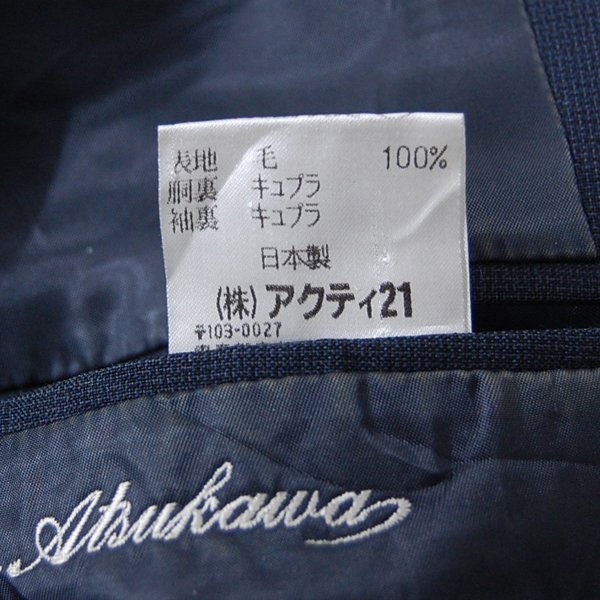 表地 毛 100%
胴裏 キュプラ
袖裏 キュプラ
日本製
(株)アクティ21
〒103-0027
Atsukawa